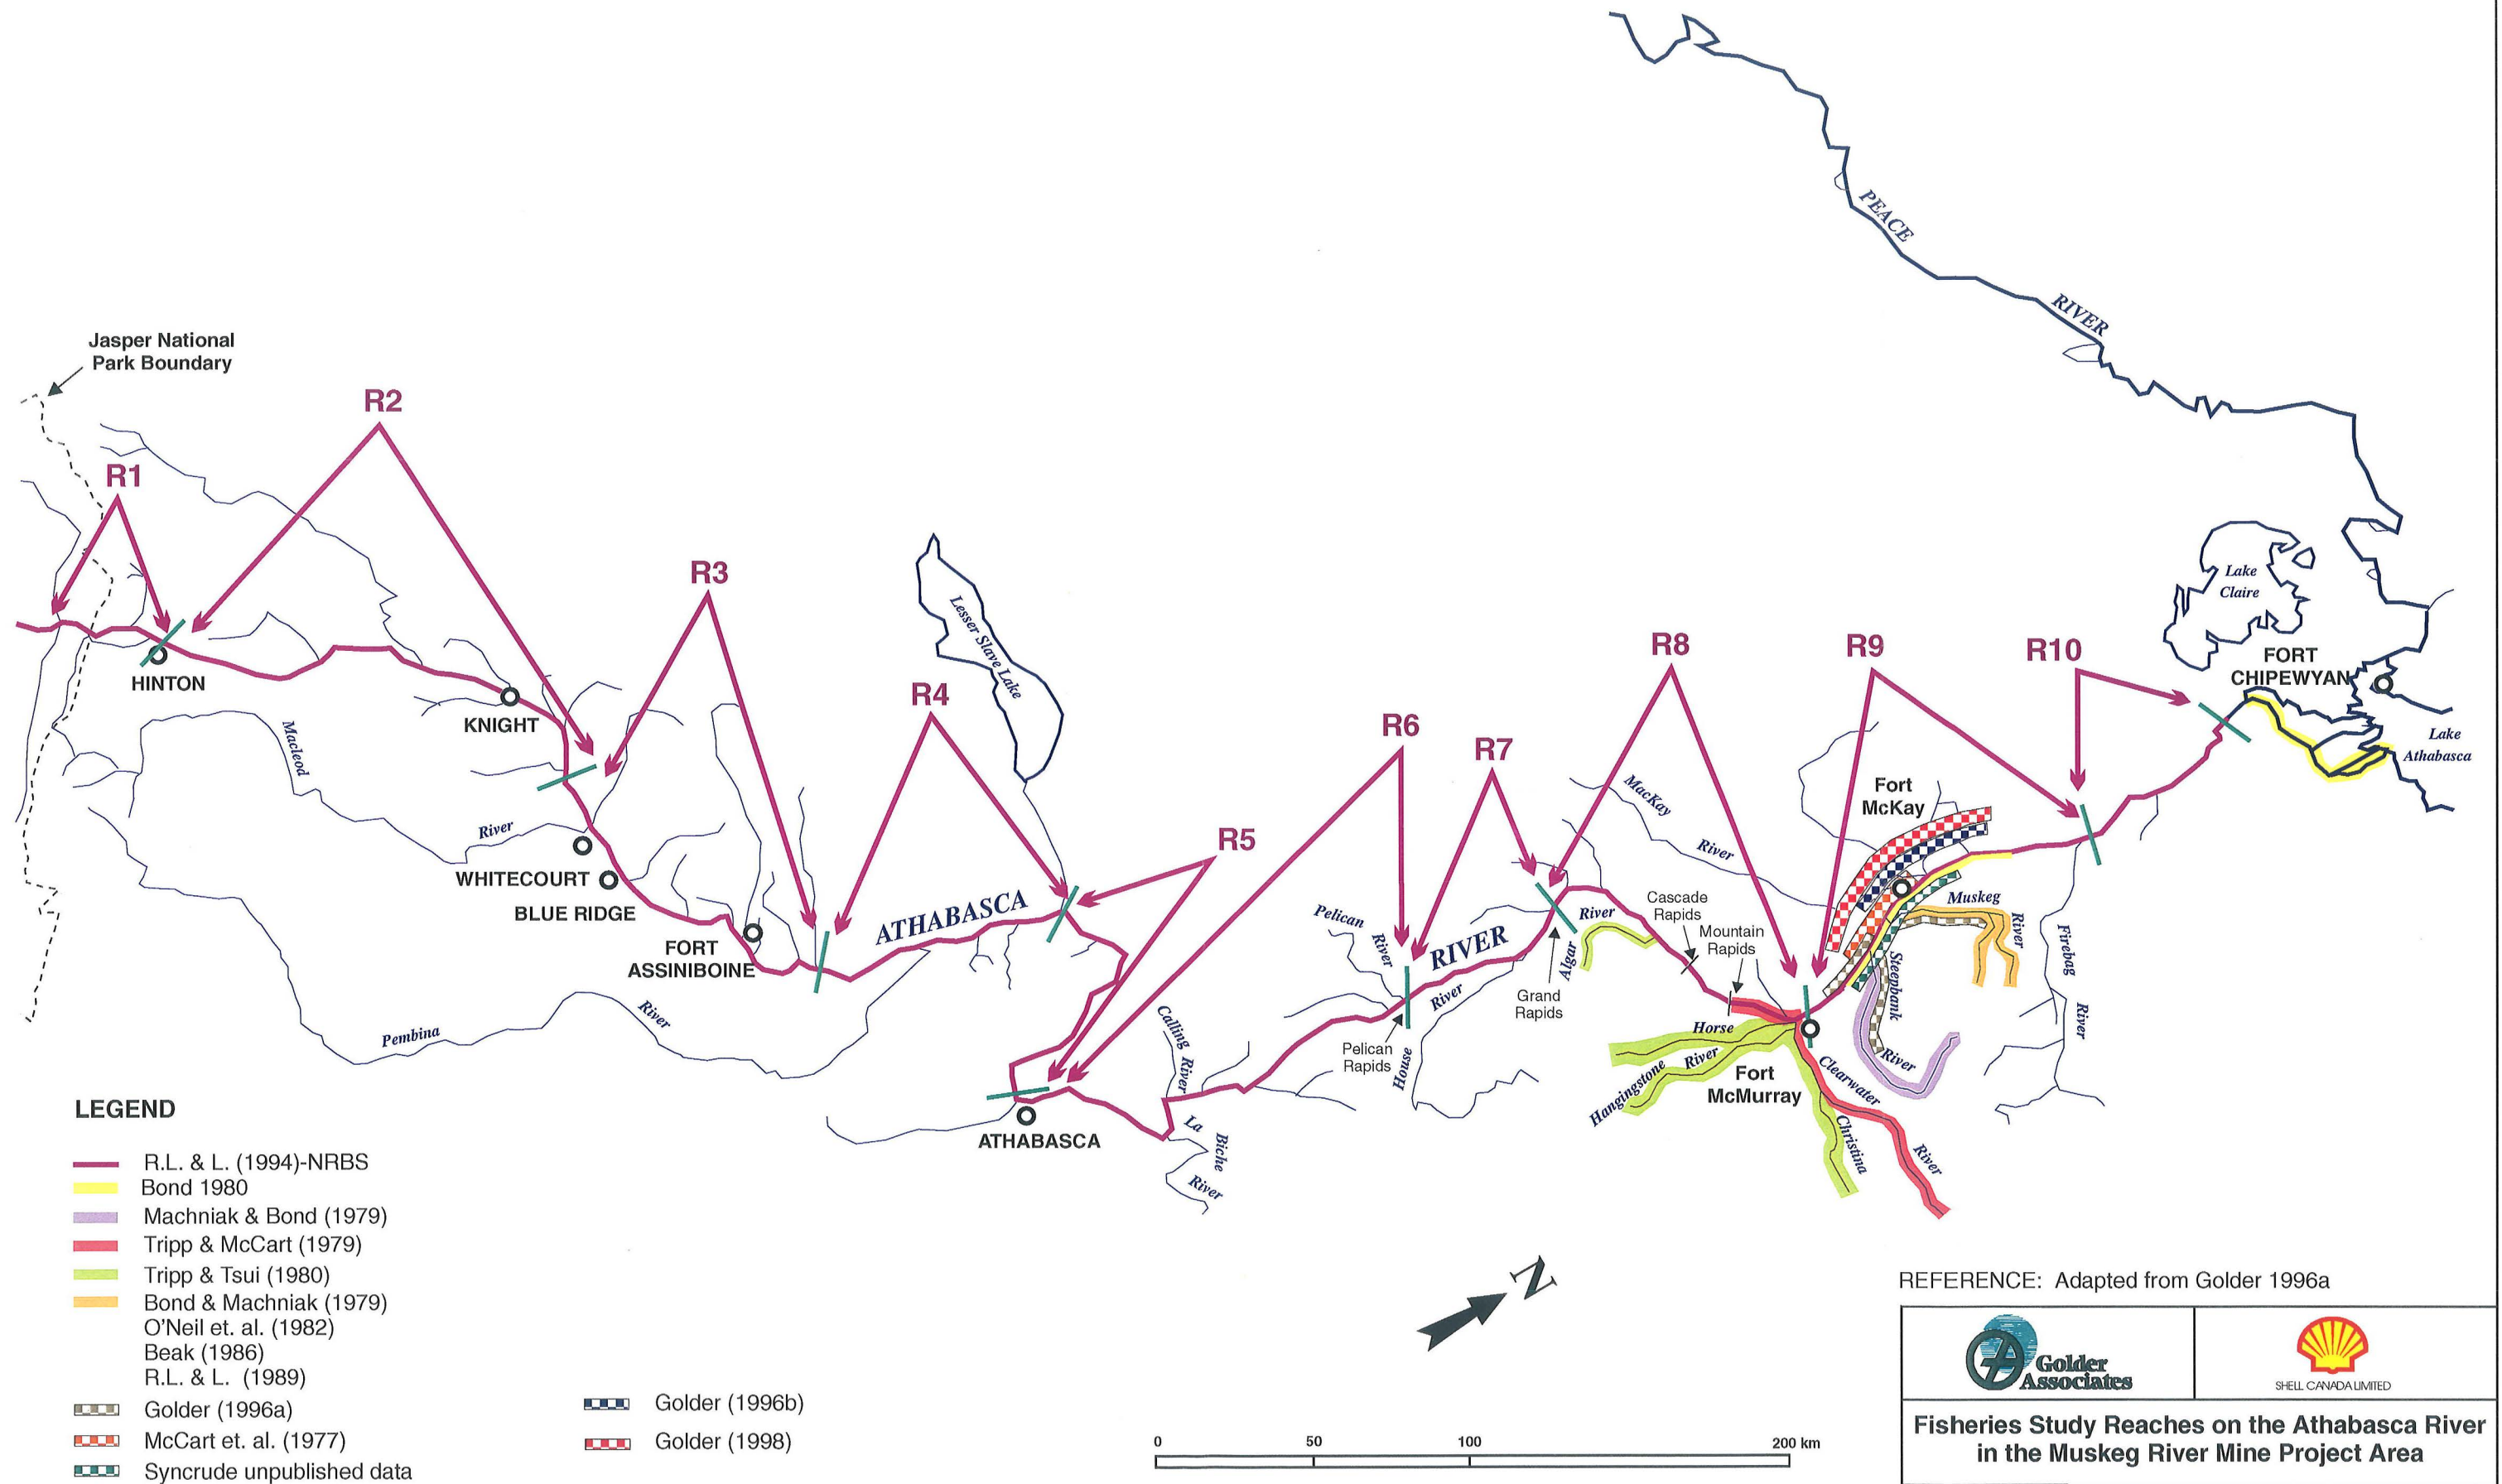 PEACE
RIVER
Jasper National
Park Boundary
R2
R1
R3
Lesser Slave Lake
Lake
Claire
R8
R9
R10
FORT
CHIPEWYAN
HINTON
R4
KNIGHT
R6
Macleod
R7
Lake
Athabasca
MacKay
Fort
McKay
River
R5
River
WHITECOURT
ATHABASCA
Cascade
Rapids
Muskeg
River
BLUE RIDGE
Pelican
River
River
Mountain
Rapids
FORT
ASSINIBOINE
RIVER
Algar
Firebag
River
Steepbank
River
River
Grand
Rapids
River
Pembina
Calling
River
Pelican
Rapids
House
Horse
River
Hangingstone
Fort
McMurray
Clearwater
River
Christina
LEGEND
ATHABASCA
La
Biche
River
R.L. & L. (1994)-NRBS
Bond 1980
Machniak & Bond (1979)
Tripp & McCart (1979)
Tripp & Tsui (1980)
Bond & Machniak (1979)
O'Neil et. al. (1982)
Beak (1986)
R.L. & L. (1989)
Golder (1996a)
McCart et. al. (1977)
Syncrude unpublished data
Golder (1996b)
Golder (1998)
N
0 50 100 200 km
REFERENCE: Adapted from Golder 1996a
Golder
Associates
SHELL CANADA LIMITED
Fisheries Study Reaches on the Athabasca River
in the Muskeg River Mine Project Area